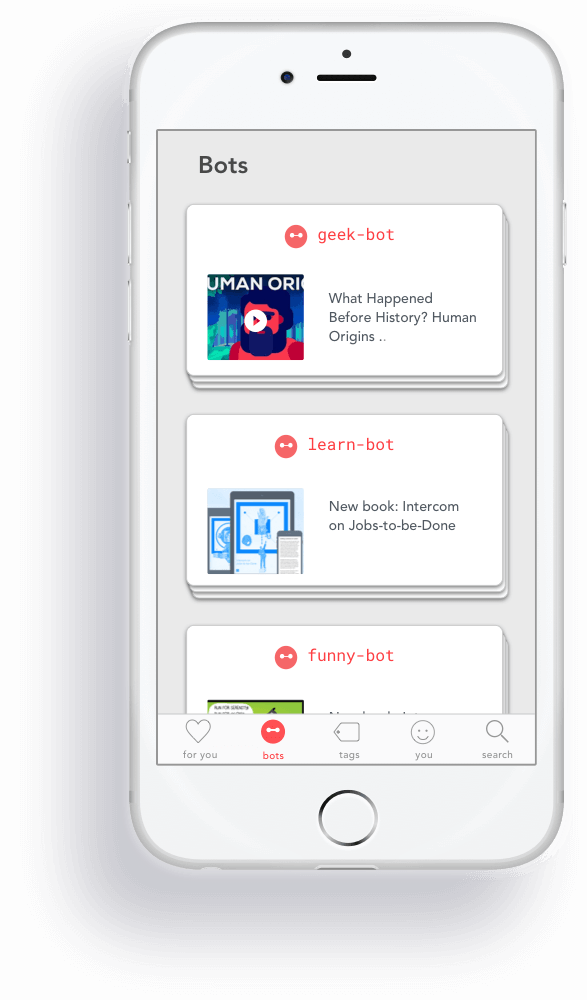 Bots
geek-bot
UMAN ORIG
What Happened
Before History? Human
Origins ..
learn-bot
New book: Intercom
on Jobs-to-be-Done
funny-bot
for you
bots
tags
you
search